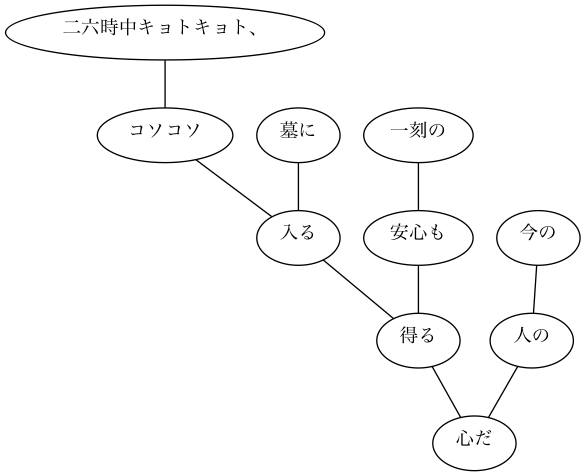 二六時中キョトキョト、
コソコソ
墓に
一刻の
入る
安心も
今の
得る
人の
心だ